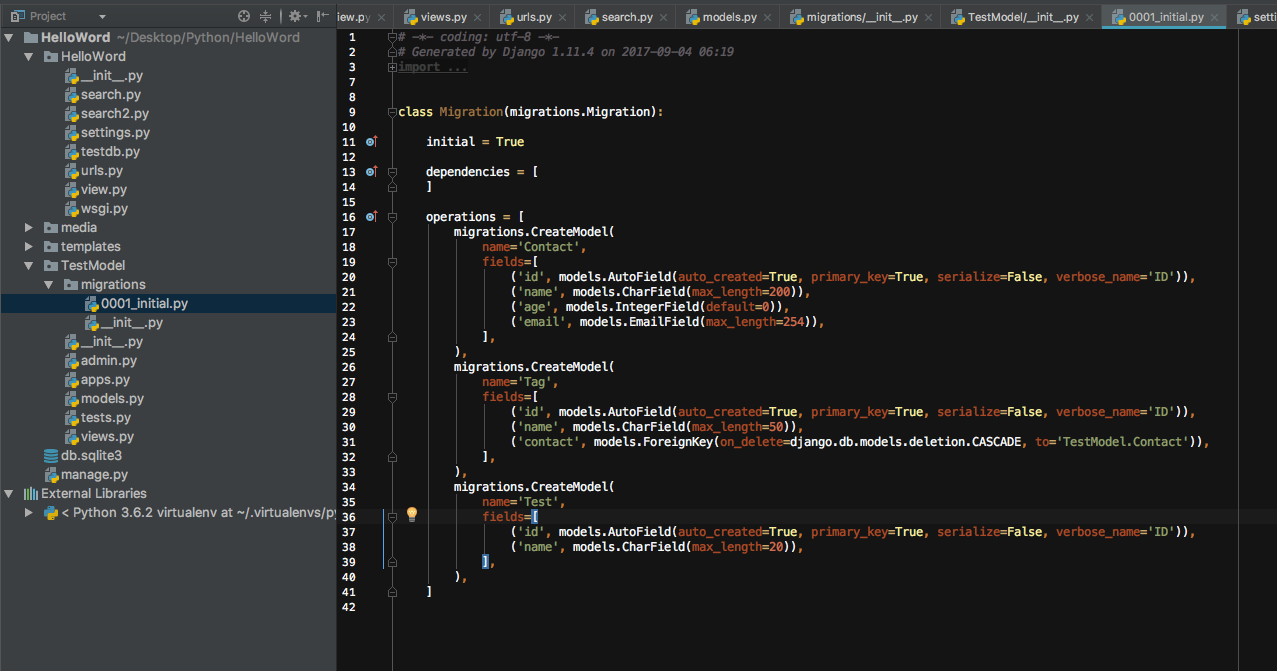 Project
iew.py
views.py
urls.py
search.py
models.py
migrations/__init__.py
TestModel/__init__.py
0001_initial.py
setti
HelloWord ~/Desktop/Python/HelloWord
HelloWord
__init__.py
search.py
search2.py
settings.py
testdb.py
urls.py
view.py
wsgi.py
media
templates
TestModel
migrations
0001_initial.py
__init__.py
__init__.py
admin.py
apps.py
models.py
tests.py
views.py
db.sqlite3
manage.py
External Libraries
< Python 3.6.2 virtualenv at ~/.virtualenvs/py
1 # -*- coding: utf-8 -*-
2 # Generated by Django 1.11.4 on 2017-09-04 06:19
3 import ...
7
8
9 class Migration(migrations.Migration):
10
11     initial = True
12
13     dependencies = [
14     ]
15
16     operations = [
17         migrations.CreateModel(
18             name='Contact',
19             fields=[
20                 ('id', models.AutoField(auto_created=True, primary_key=True, serialize=False, verbose_name='ID')),
21                 ('name', models.CharField(max_length=200)),
22                 ('age', models.IntegerField(default=0)),
23                 ('email', models.EmailField(max_length=254)),
24             ],
25         ),
26         migrations.CreateModel(
27             name='Tag',
28             fields=[
29                 ('id', models.AutoField(auto_created=True, primary_key=True, serialize=False, verbose_name='ID')),
30                 ('name', models.CharField(max_length=50)),
31                 ('contact', models.ForeignKey(on_delete=django.db.models.deletion.CASCADE, to='TestModel.Contact')),
32             ],
33         ),
34         migrations.CreateModel(
35             name='Test',
36             fields=[
37                 ('id', models.AutoField(auto_created=True, primary_key=True, serialize=False, verbose_name='ID')),
38                 ('name', models.CharField(max_length=20)),
39             ],
40         ),
41     ]
42